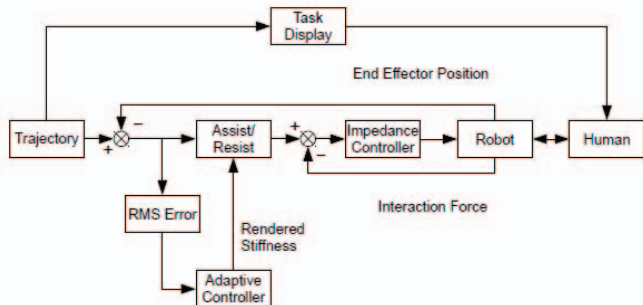 Task
Display
End Effector Position
−
+
−
+
Trajectory
Assist/
Resist
Impedance
Controller
Robot
Human
RMS Error
Rendered
Stiffness
Interaction Force
Adaptive
Controller